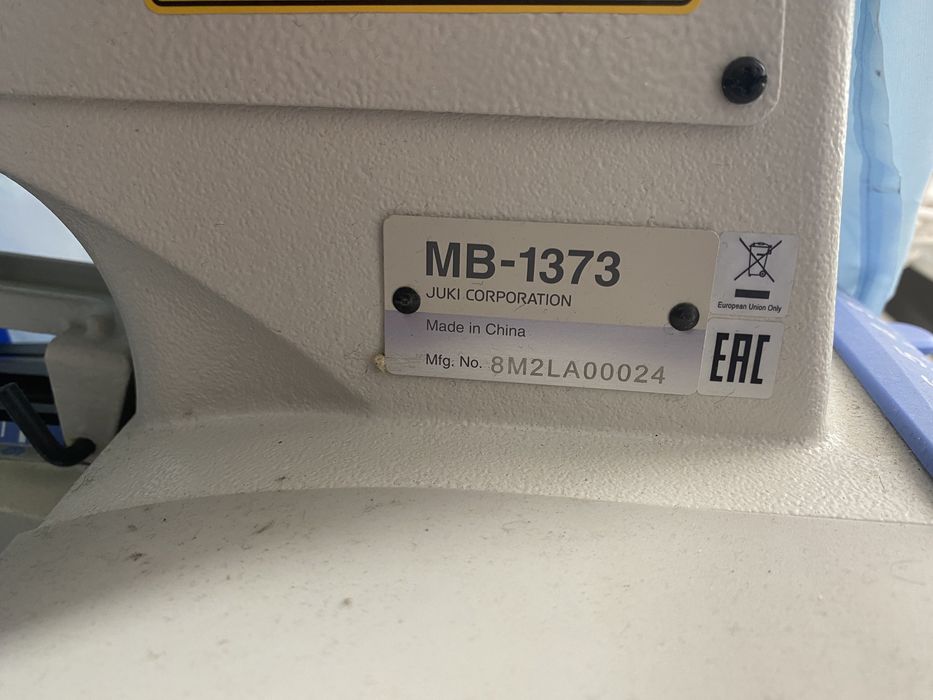 MB-1373
JUKI CORPORATION
Made in China
Mfg. No. 8M2LA00024
European Union Only
EAC